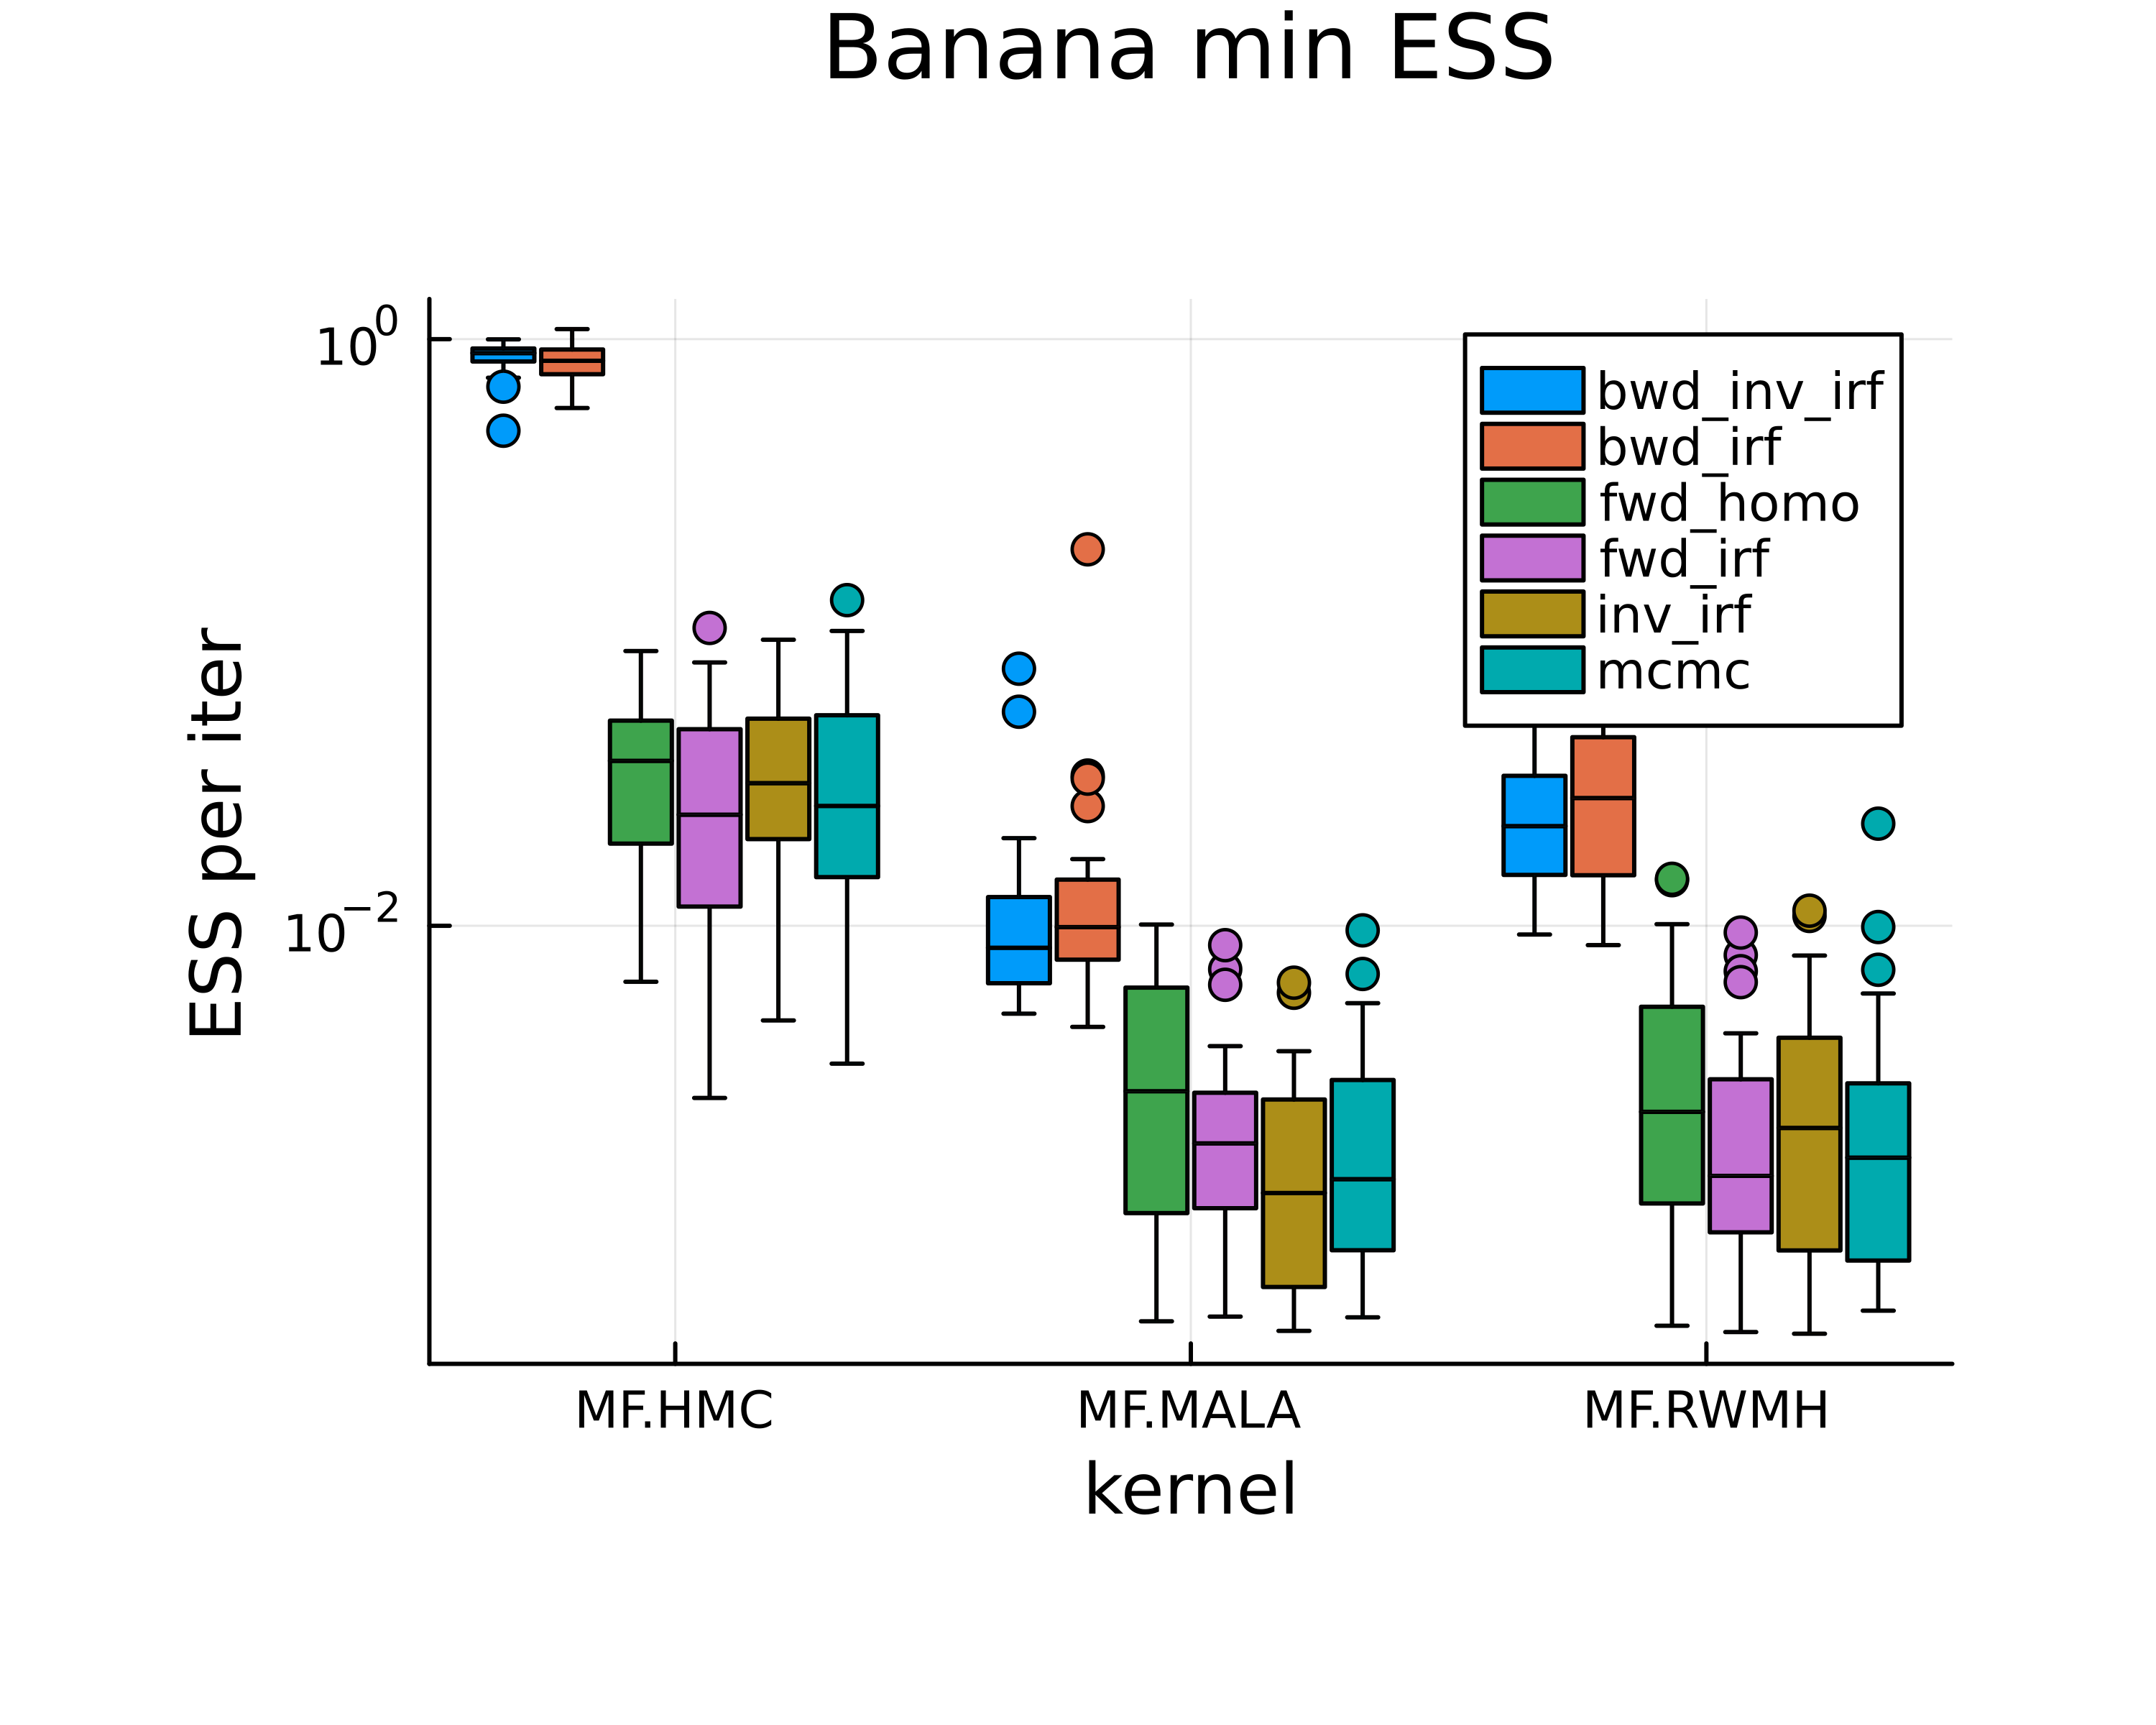 Banana min ESS
10⁰
10⁻²
ESS per iter
bwd_inv_irf
bwd_irf
fwd_homo
fwd_irf
inv_irf
mcmc
MF.HMC
MF.MALA
MF.RWMH
kernel